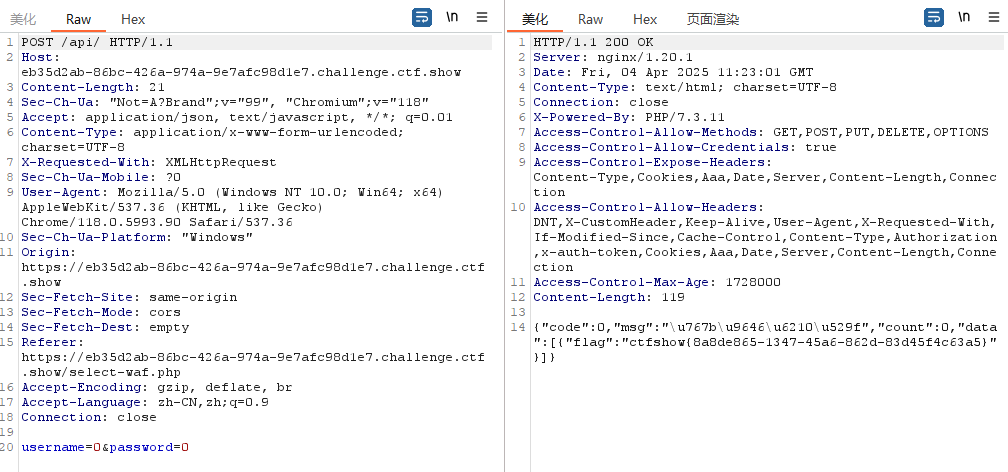 美化 Raw Hex \n
1 POST /api/ HTTP/1.1
2 Host:
eb35d2ab-86bc-426a-974a-9e7afc98d1e7.challenge.ctf.show
3 Content-Length: 21
4 Sec-Ch-Ua: "Not=A?Brand";v="99", "Chromium";v="118"
5 Accept: application/json, text/javascript, */*; q=0.01
6 Content-Type: application/x-www-form-urlencoded;
charset=UTF-8
7 X-Requested-With: XMLHttpRequest
8 Sec-Ch-Ua-Mobile: ?0
9 User-Agent: Mozilla/5.0 (Windows NT 10.0; Win64; x64)
AppleWebKit/537.36 (KHTML, like Gecko)
Chrome/118.0.5993.90 Safari/537.36
10 Sec-Ch-Ua-Platform: "Windows"
11 Origin:
https://eb35d2ab-86bc-426a-974a-9e7afc98d1e7.challenge.ctf
.show
12 Sec-Fetch-Site: same-origin
13 Sec-Fetch-Mode: cors
14 Sec-Fetch-Dest: empty
15 Referer:
https://eb35d2ab-86bc-426a-974a-9e7afc98d1e7.challenge.ctf
.show/select-waf.php
16 Accept-Encoding: gzip, deflate, br
17 Accept-Language: zh-CN,zh;q=0.9
18 Connection: close
19
20 username=0&password=0
美化 Raw Hex 页面渲染 \n
1 HTTP/1.1 200 OK
2 Server: nginx/1.20.1
3 Date: Fri, 04 Apr 2025 11:23:01 GMT
4 Content-Type: text/html; charset=UTF-8
5 Connection: close
6 X-Powered-By: PHP/7.3.11
7 Access-Control-Allow-Methods: GET,POST,PUT,DELETE,OPTIONS
8 Access-Control-Allow-Credentials: true
9 Access-Control-Expose-Headers:
Content-Type,Cookies,Aaa,Date,Server,Content-Length,Connec
tion
10 Access-Control-Allow-Headers:
DNT,X-CustomHeader,Keep-Alive,User-Agent,X-Requested-With,
If-Modified-Since,Cache-Control,Content-Type,Authorization
,x-auth-token,Cookies,Aaa,Date,Server,Content-Length,Conne
ction
11 Access-Control-Max-Age: 1728000
12 Content-Length: 119
13
14 {"code":0,"msg":"\u767b\u9646\u6210\u529f","count":0,"data
":[{"flag":"ctfshow{8a8de865-1347-45a6-862d-83d45f4c63a5}"
}]}